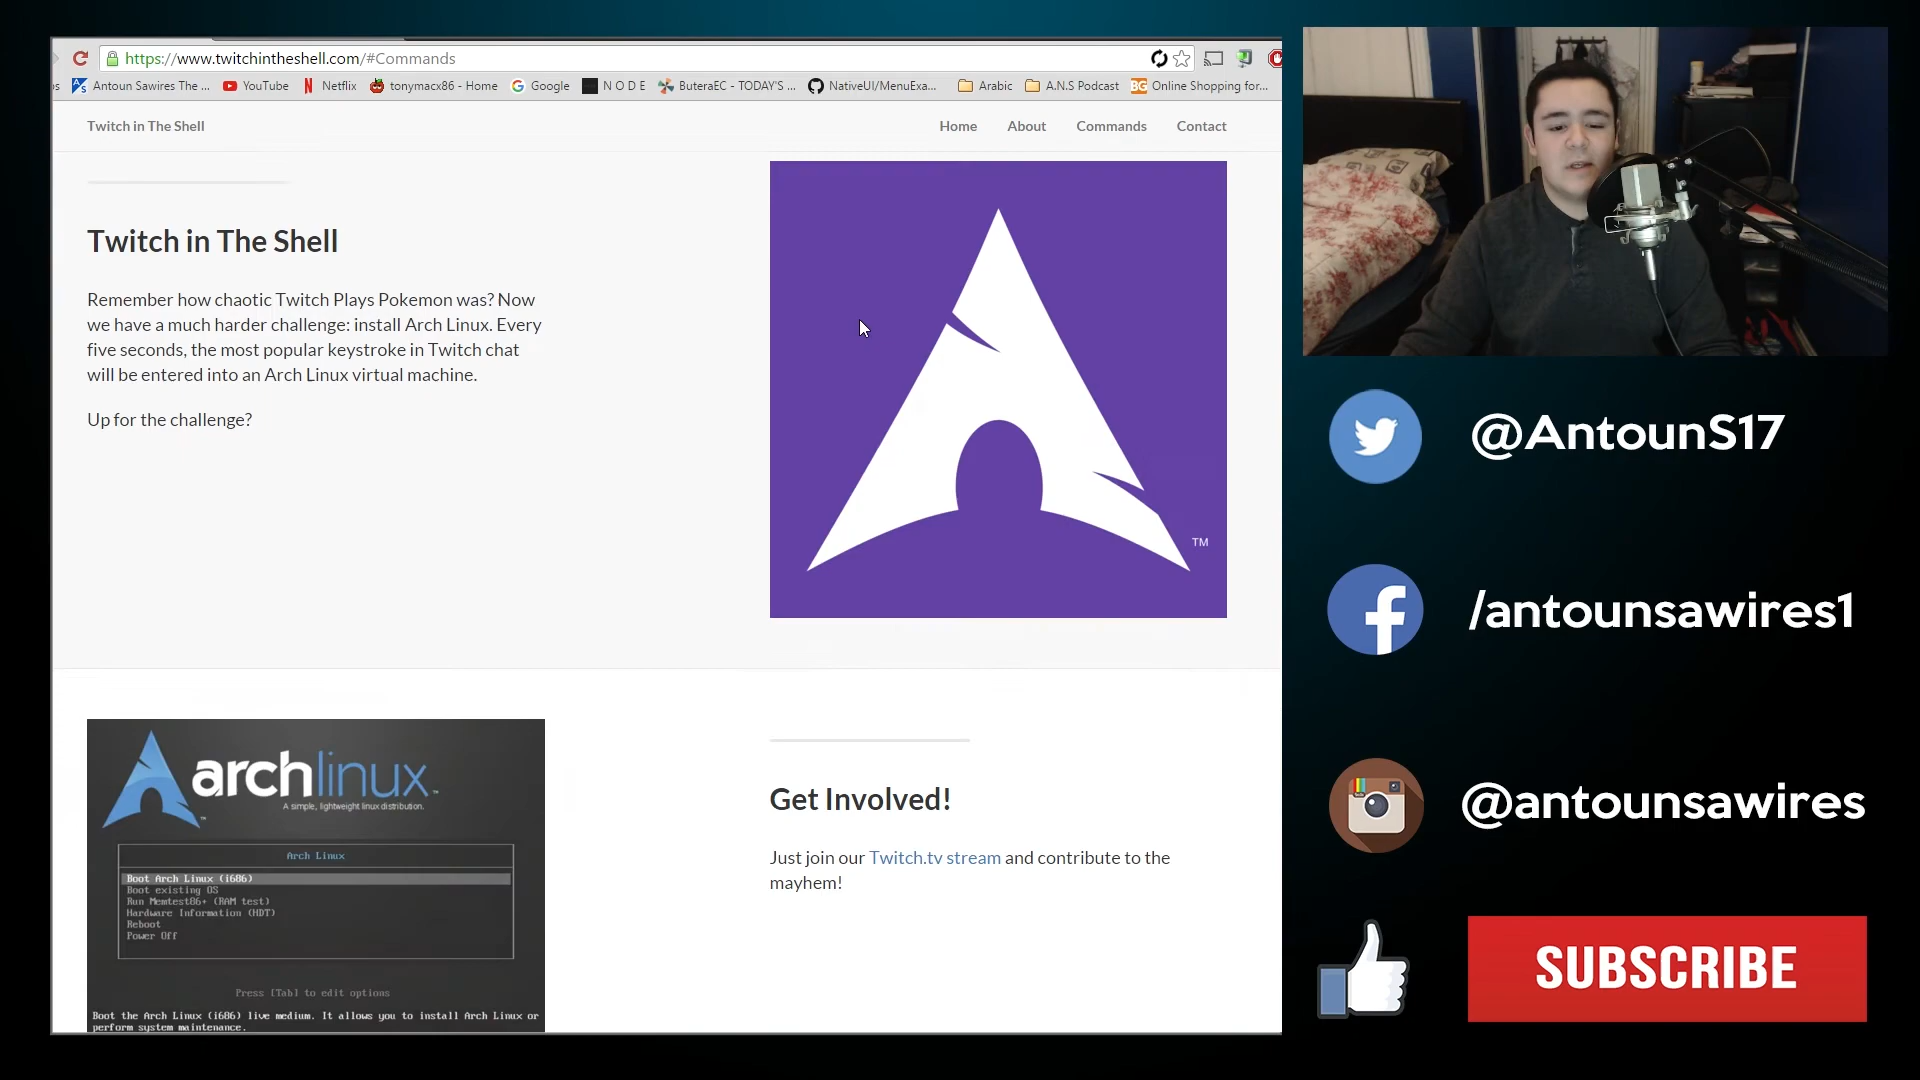 https://www.twitchintheshell.com/#Commands
Antoun Sawires The ...
YouTube
Netflix
tonymacx86 - Home
Google
N O D E
ButeraEC - TODAY'S ...
NativeUI/MenuExa...
Arabic
A.N.S Podcast
BG Online Shopping for...
Twitch in The Shell
Home
About
Commands
Contact
Twitch in The Shell
Remember how chaotic Twitch Plays Pokemon was? Now
we have a much harder challenge: install Arch Linux. Every
five seconds, the most popular keystroke in Twitch chat
will be entered into an Arch Linux virtual machine.
Up for the challenge?
TM
archlinux™
A simple, lightweight linux distribution.
TM
Arch Linux
Boot Arch Linux (i686)
Boot existing OS
Run Memtest86+ (RAM test)
Hardware Information (HDT)
Reboot
Power Off
Press [Tab] to edit options
Boot the Arch Linux (i686) live medium. It allows you to install Arch Linux or
perform system maintenance.
Get Involved!
Just join our Twitch.tv stream and contribute to the
mayhem!
@AntounS17
/antounsawires1
@antounsawires
SUBSCRIBE